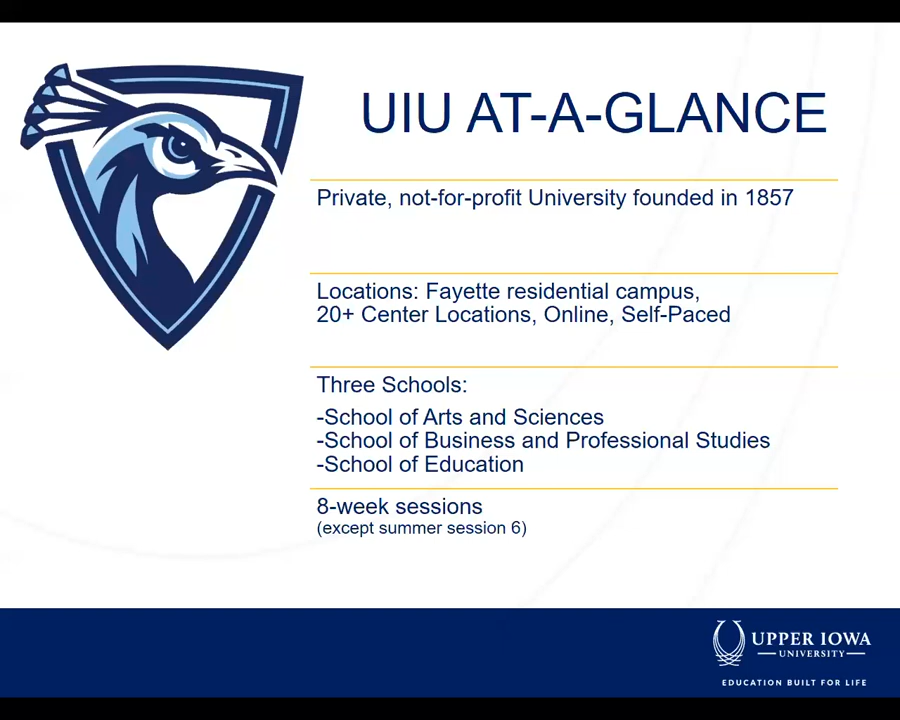 UIU AT-A-GLANCE
Private, not-for-profit University founded in 1857
Locations: Fayette residential campus,
20+ Center Locations, Online, Self-Paced
Three Schools:
-School of Arts and Sciences
-School of Business and Professional Studies
-School of Education
8-week sessions
(except summer session 6)
UPPER IOWA
UNIVERSITY
EDUCATION BUILT FOR LIFE